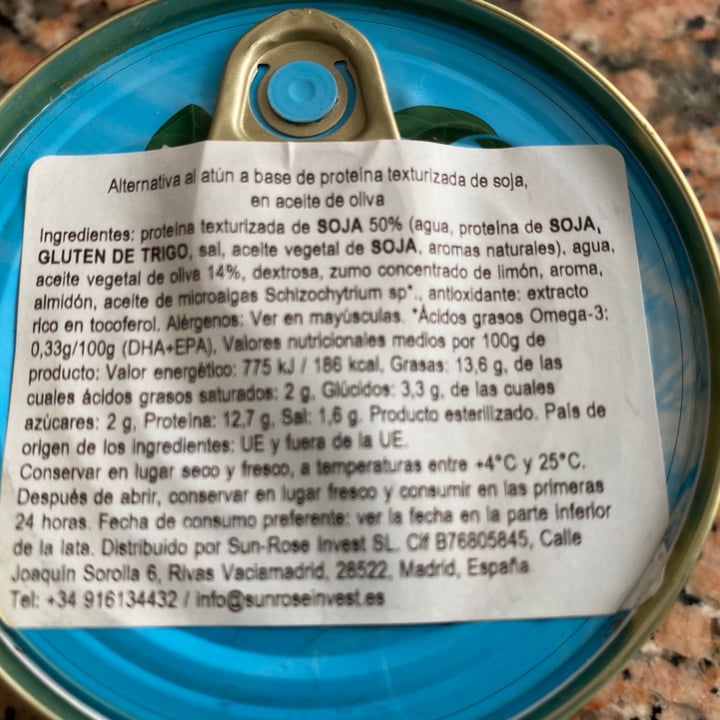 Alternativa al atún a base de proteína texturizada de soja,
en aceite de oliva
Ingredientes: proteína texturizada de SOJA 50% (agua, proteína de SOJA,
GLUTEN DE TRIGO, sal, aceite vegetal de SOJA, aromas naturales), agua,
aceite vegetal de oliva 14%, dextrosa, zumo concentrado de limón, aroma,
almidón, aceite de microalgas Schizochytrium sp*., antioxidante: extracto
rico en tocoferol. Alérgenos: Ver en mayúsculas. *Ácidos grasos Omega-3:
0,33g/100g (DHA+EPA), Valores nutricionales medios por 100g de
producto: Valor energético: 775 kJ / 186 kcal, Grasas: 13,6 g, de las
cuales ácidos grasos saturados: 2 g, Glúcidos: 3,3 g, de las cuales
azúcares: 2 g, Proteína: 12,7 g, Sal: 1,6 g. Producto esterilizado. País de
origen de los ingredientes: UE y fuera de la UE.
Conservar en lugar seco y fresco, a temperaturas entre +4°C y 25°C.
Después de abrir, conservar en lugar fresco y consumir en las primeras
24 horas. Fecha de consumo preferente: ver la fecha en la parte inferior
de la lata. Distribuido por Sun-Rose Invest SL. Cif B76805845, Calle
Joaquín Sorolla 6, Rivas Vaciamadrid, 28522, Madrid, España
Tel: +34 916134432 / info@sunroseinvest.es